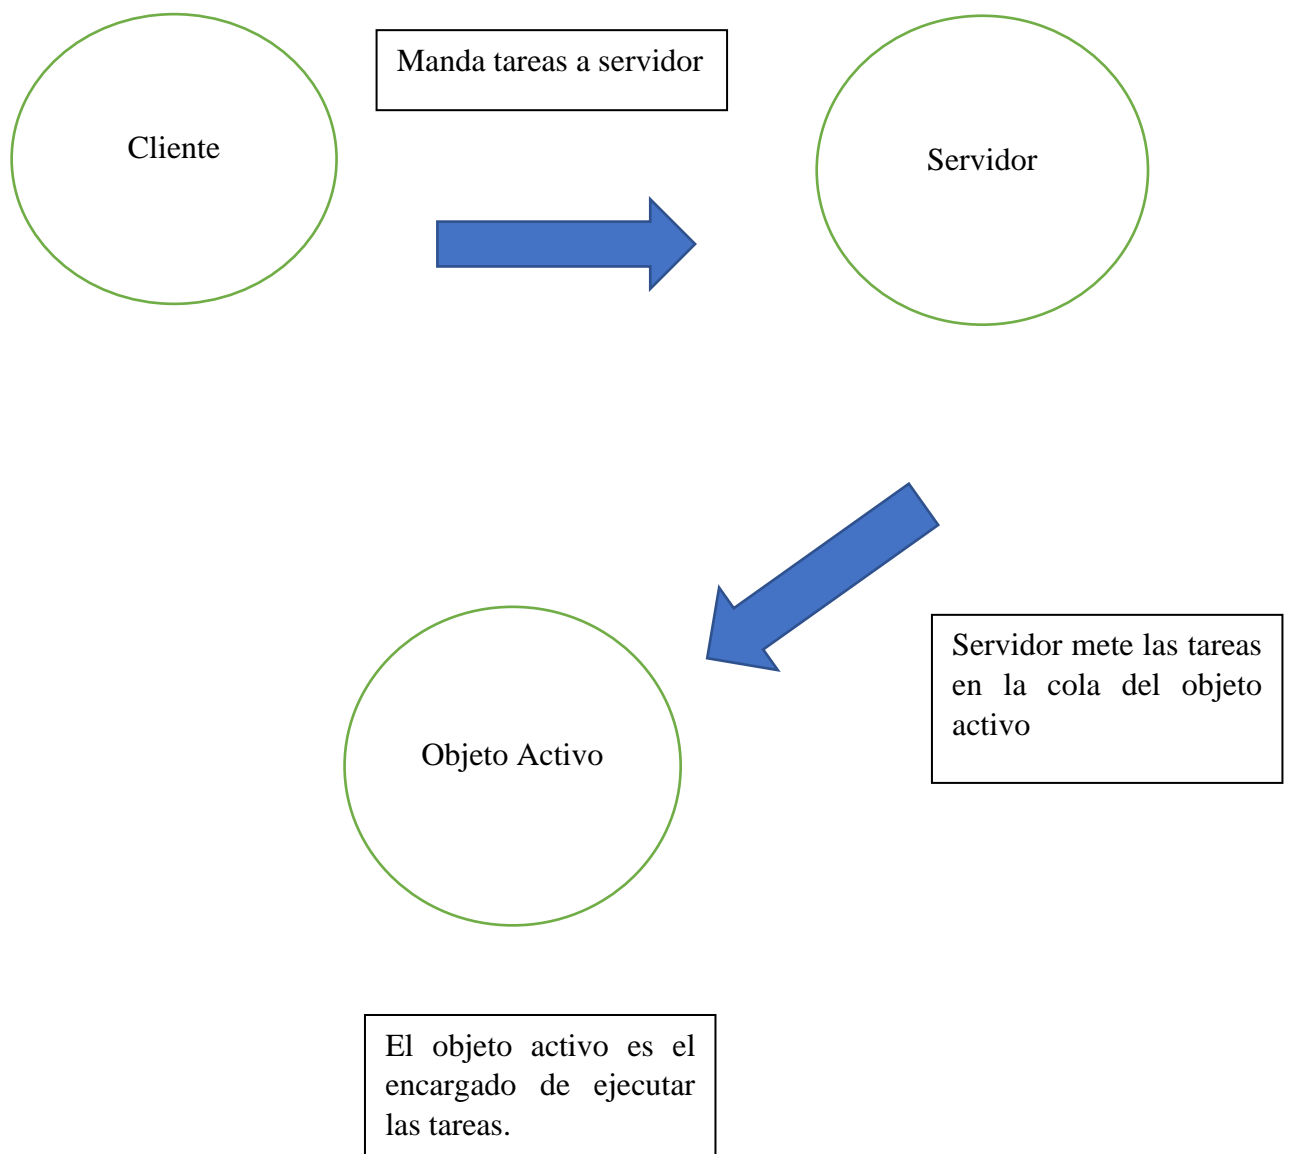 Manda tareas a servidor
Cliente
Servidor
Servidor mete las tareas
en la cola del objeto
activo
Objeto Activo
El objeto activo es el
encargado de ejecutar
las tareas.